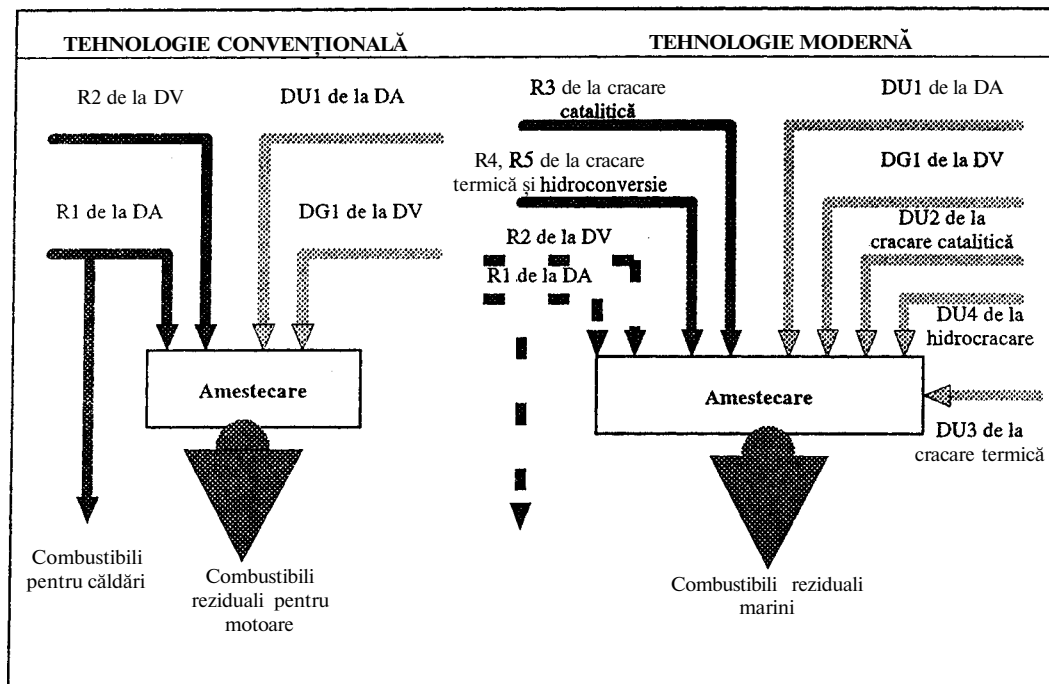 TEHNOLOGIE CONVENȚIONALĂ
R2 de la DV
DU1 de la DA
R1 de la DA
DG1 de la DV
Amestecare
Combustibili
pentru căldări
Combustibili
reziduali pentru
motoare
TEHNOLOGIE MODERNĂ
R3 de la cracare
catalitică
DU1 de la DA
R4, R5 de la cracare
termică și hidroconversie
DG1 de la DV
R2 de la DV
DU2 de la
cracare catalitică
R1 de la DA
DU4 de la
hidrocracare
Amestecare
DU3 de la
cracare termică
Combustibili reziduali
marini